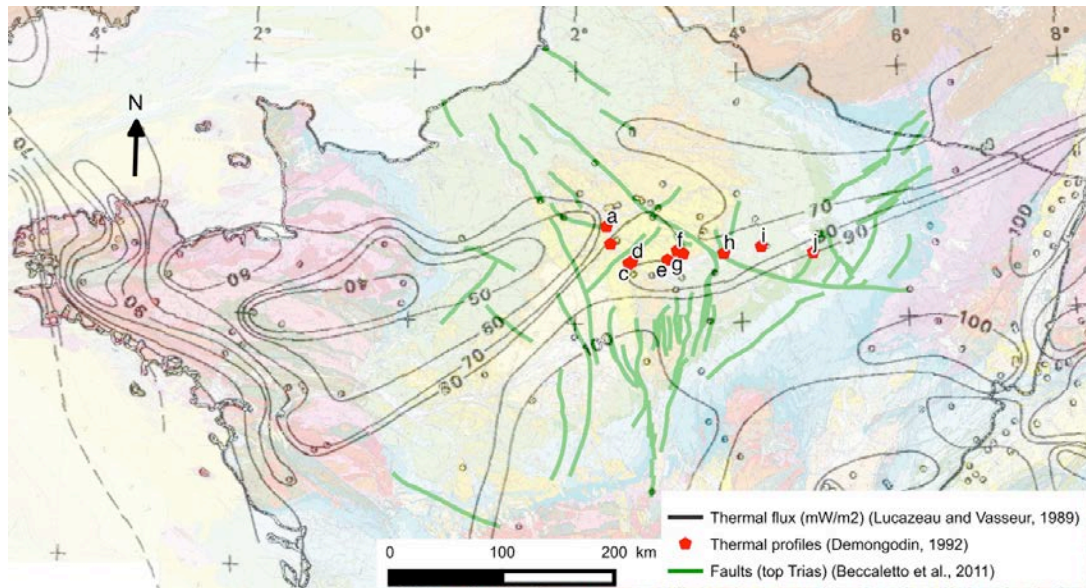 4° 2° 0° 2° 4° 6° 8°
N
70
80
90
60
40
50
60
70
80
100
70
80
90
100
100
a
d
c
e
f
g
h
i
j
0 100 200 km
Thermal flux (mW/m2) (Lucazeau and Vasseur, 1989)
Thermal profiles (Demongodin, 1992)
Faults (top Trias) (Beccaletto et al., 2011)